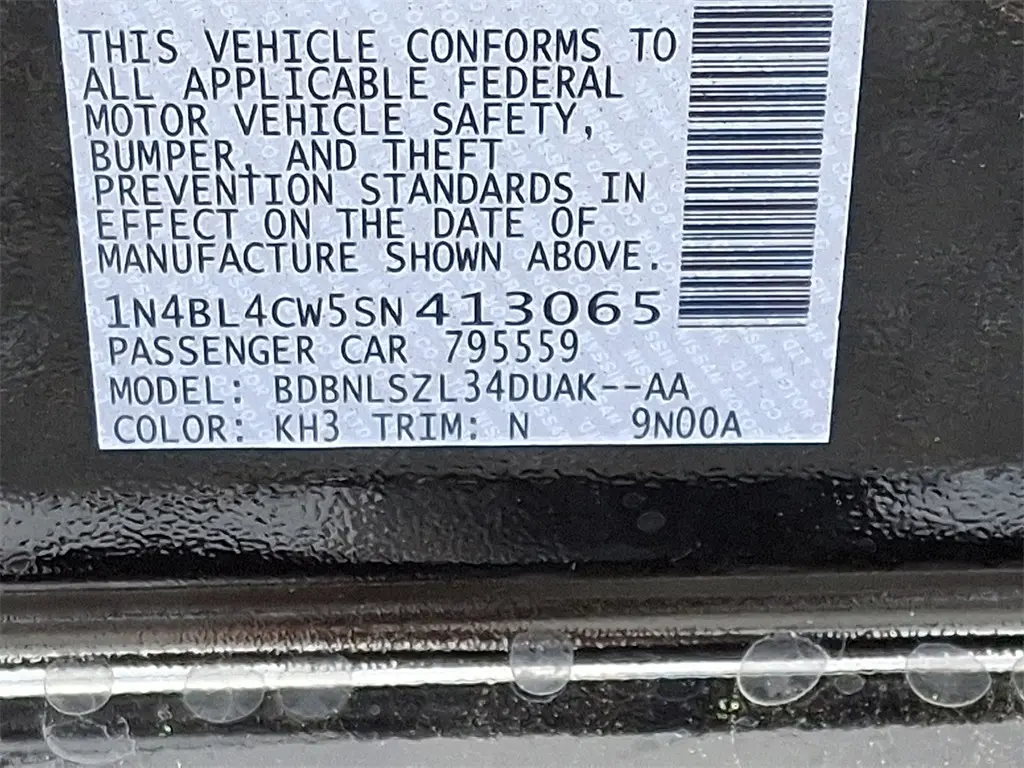 THIS VEHICLE CONFORMS TO
ALL APPLICABLE FEDERAL
MOTOR VEHICLE SAFETY,
BUMPER, AND THEFT
PREVENTION STANDARDS IN
EFFECT ON THE DATE OF
MANUFACTURE SHOWN ABOVE.
1N4BL4CW5SN413065
PASSENGER CAR 795559
MODEL: BDBNLSZL34DUAK--AA
COLOR: KH3 TRIM: N 9N00A